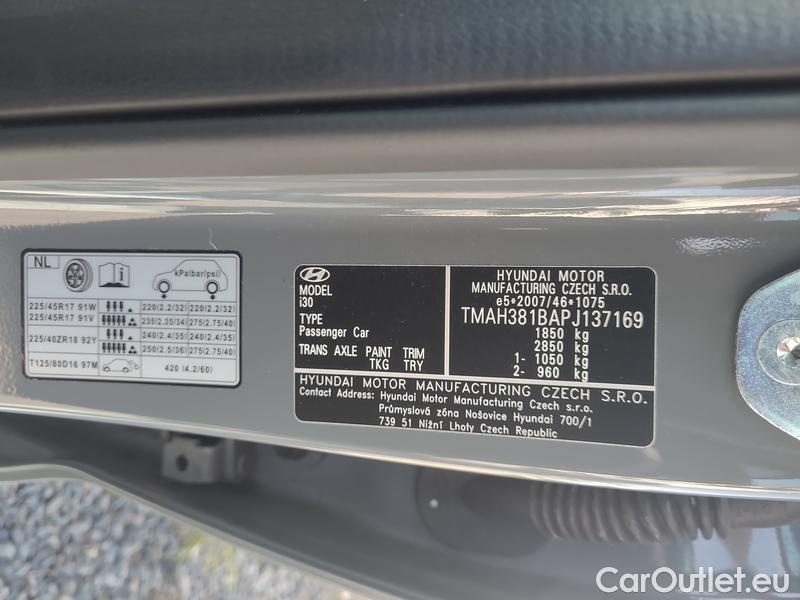 HYUNDAI MOTOR
MANUFACTURING CZECH S.R.O.
e5*2007/46*1075
TMAH381BAPJ137169
1850 kg
2850 kg
1- 1050 kg
2- 960 kg
MODEL
i30
TYPE
Passenger Car
TRANS AXLE PAINT TRIM
TKG TRY
HYUNDAI MOTOR MANUFACTURING CZECH S.R.O.
Contact Address: Hyundai Motor Manufacturing Czech s.r.o.
Průmyslová zóna Nošovice Hyundai 700/1
739 51 Nižní Lhoty Czech Republic
NL
kPa(bar/psi)
225/45R17 91W 220(2.2/32) 220(2.2/32)
225/45R17 91V 235(2.35/34) 275(2.75/40)
225/40ZR18 92Y 240(2.4/35) 240(2.4/35)
250(2.5/36) 275(2.75/40)
T125/80D16 97M 420 (4.2/60)
CarOutlet.eu